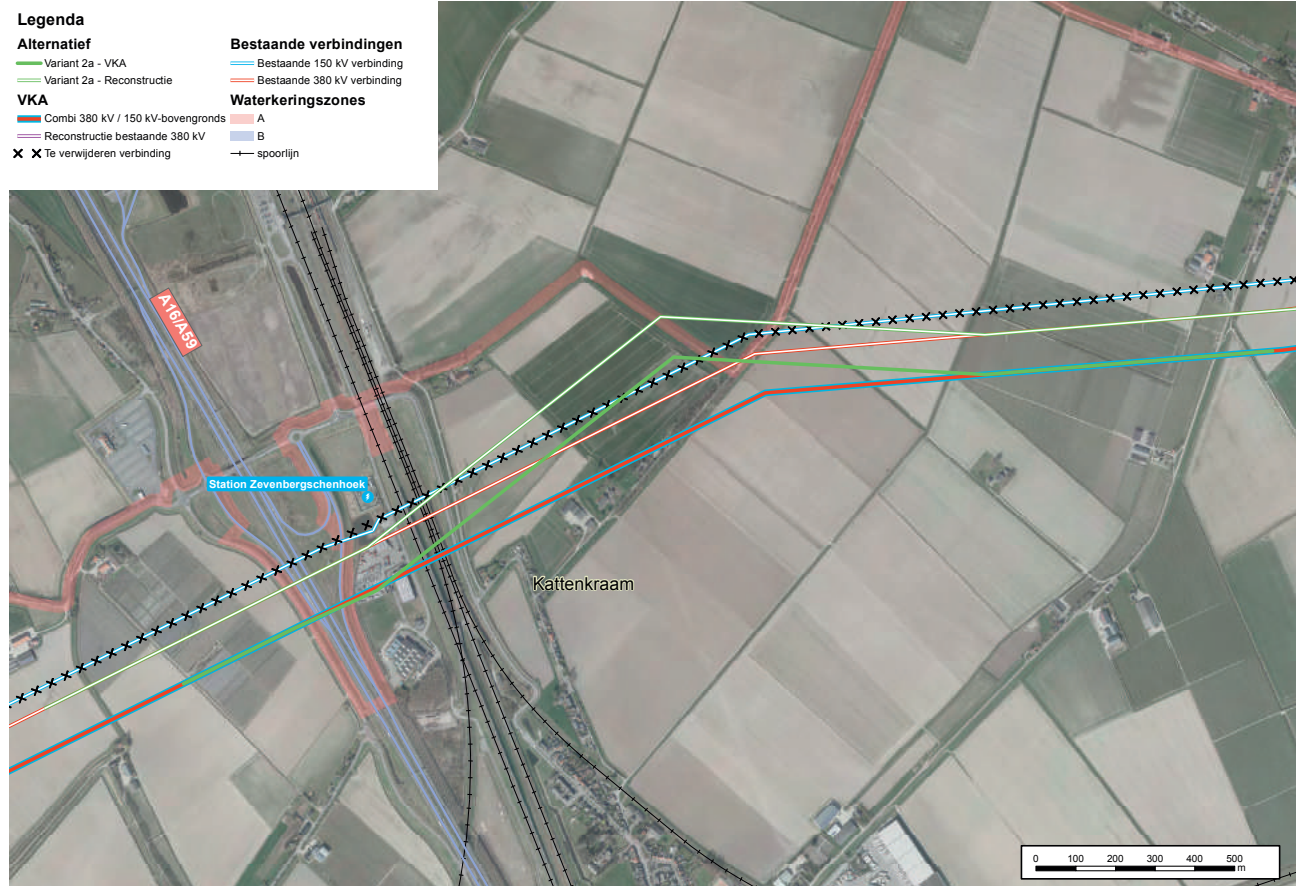 Legenda
Alternatief
Variant 2a - VKA
Variant 2a - Reconstructie
VKA
Combi 380 kV / 150 kV-bovengronds
Reconstructie bestaande 380 kV
Te verwijderen verbinding
Bestaande verbindingen
Bestaande 150 kV verbinding
Bestaande 380 kV verbinding
Waterkeringszones
A
B
spoorlijn
A16/A59
Station Zevenbergschenhoek
Kattenkraam
0 100 200 300 400 500
m